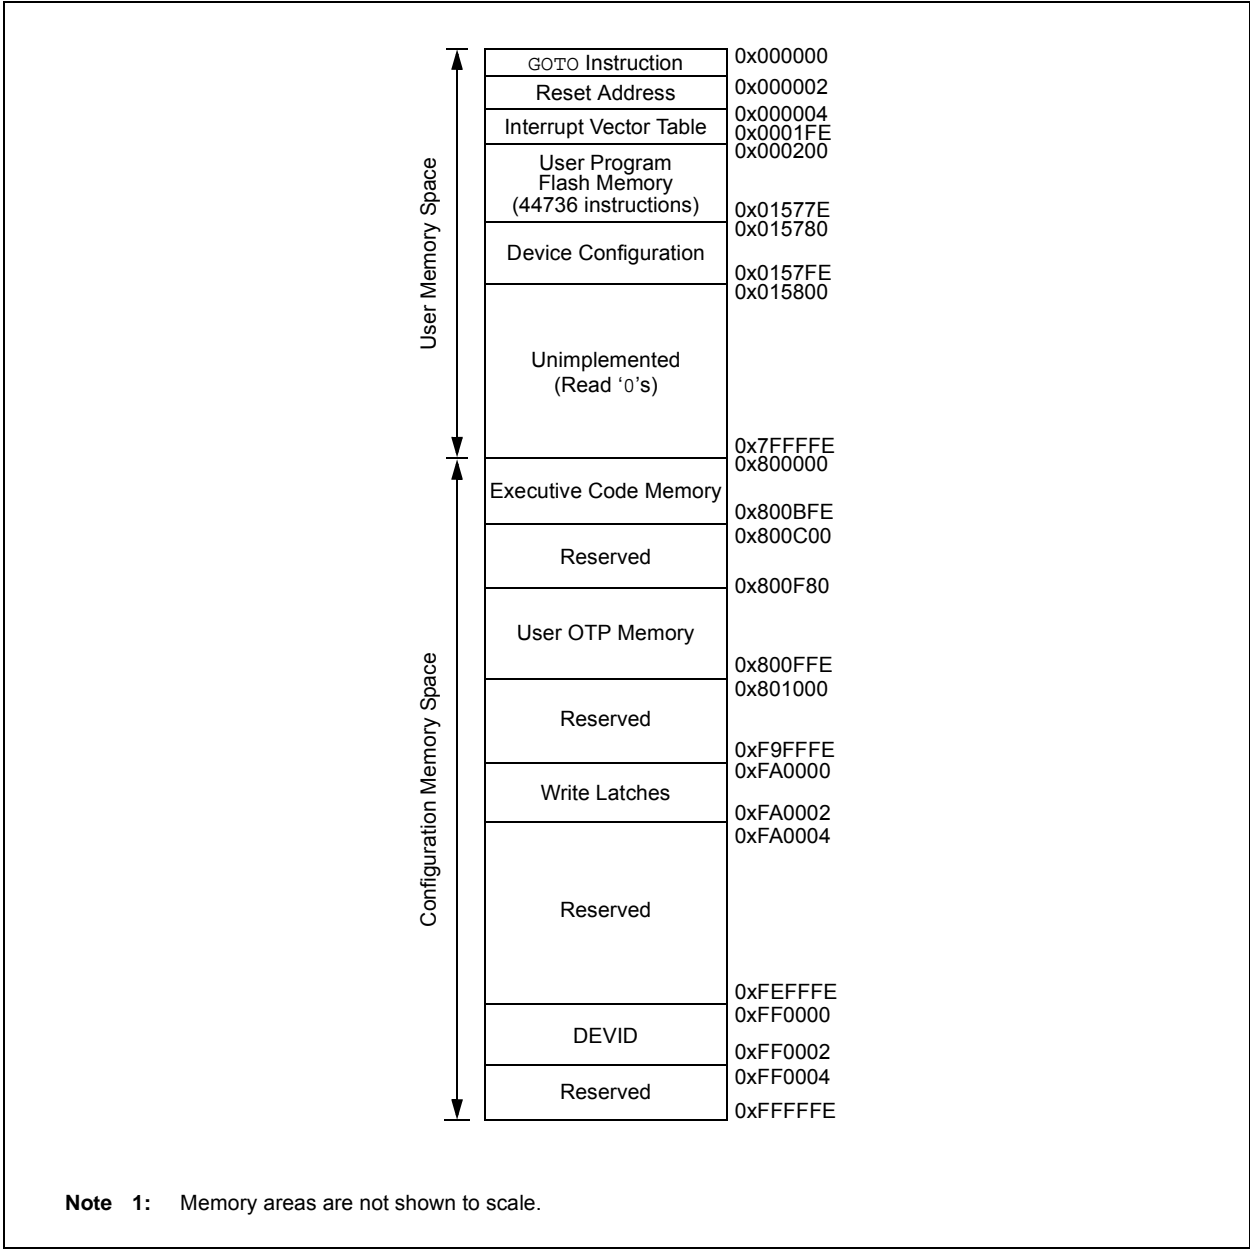 GOTO Instruction
0x000000
Reset Address
0x000002
Interrupt Vector Table
0x000004
0x0001FE
0x000200
User Program
Flash Memory
(44736 instructions)
0x01577E
0x015780
Device Configuration
0x0157FE
0x015800
User Memory Space
Unimplemented
(Read ‘0’s)
0x7FFFFE
0x800000
Executive Code Memory
0x800BFE
0x800C00
Reserved
0x800F80
User OTP Memory
0x800FFE
0x801000
Reserved
0xF9FFFE
0xFA0000
Configuration Memory Space
Write Latches
0xFA0002
0xFA0004
Reserved
0xFEFFFE
0xFF0000
DEVID
0xFF0002
0xFF0004
Reserved
0xFFFFFE
Note 1: Memory areas are not shown to scale.